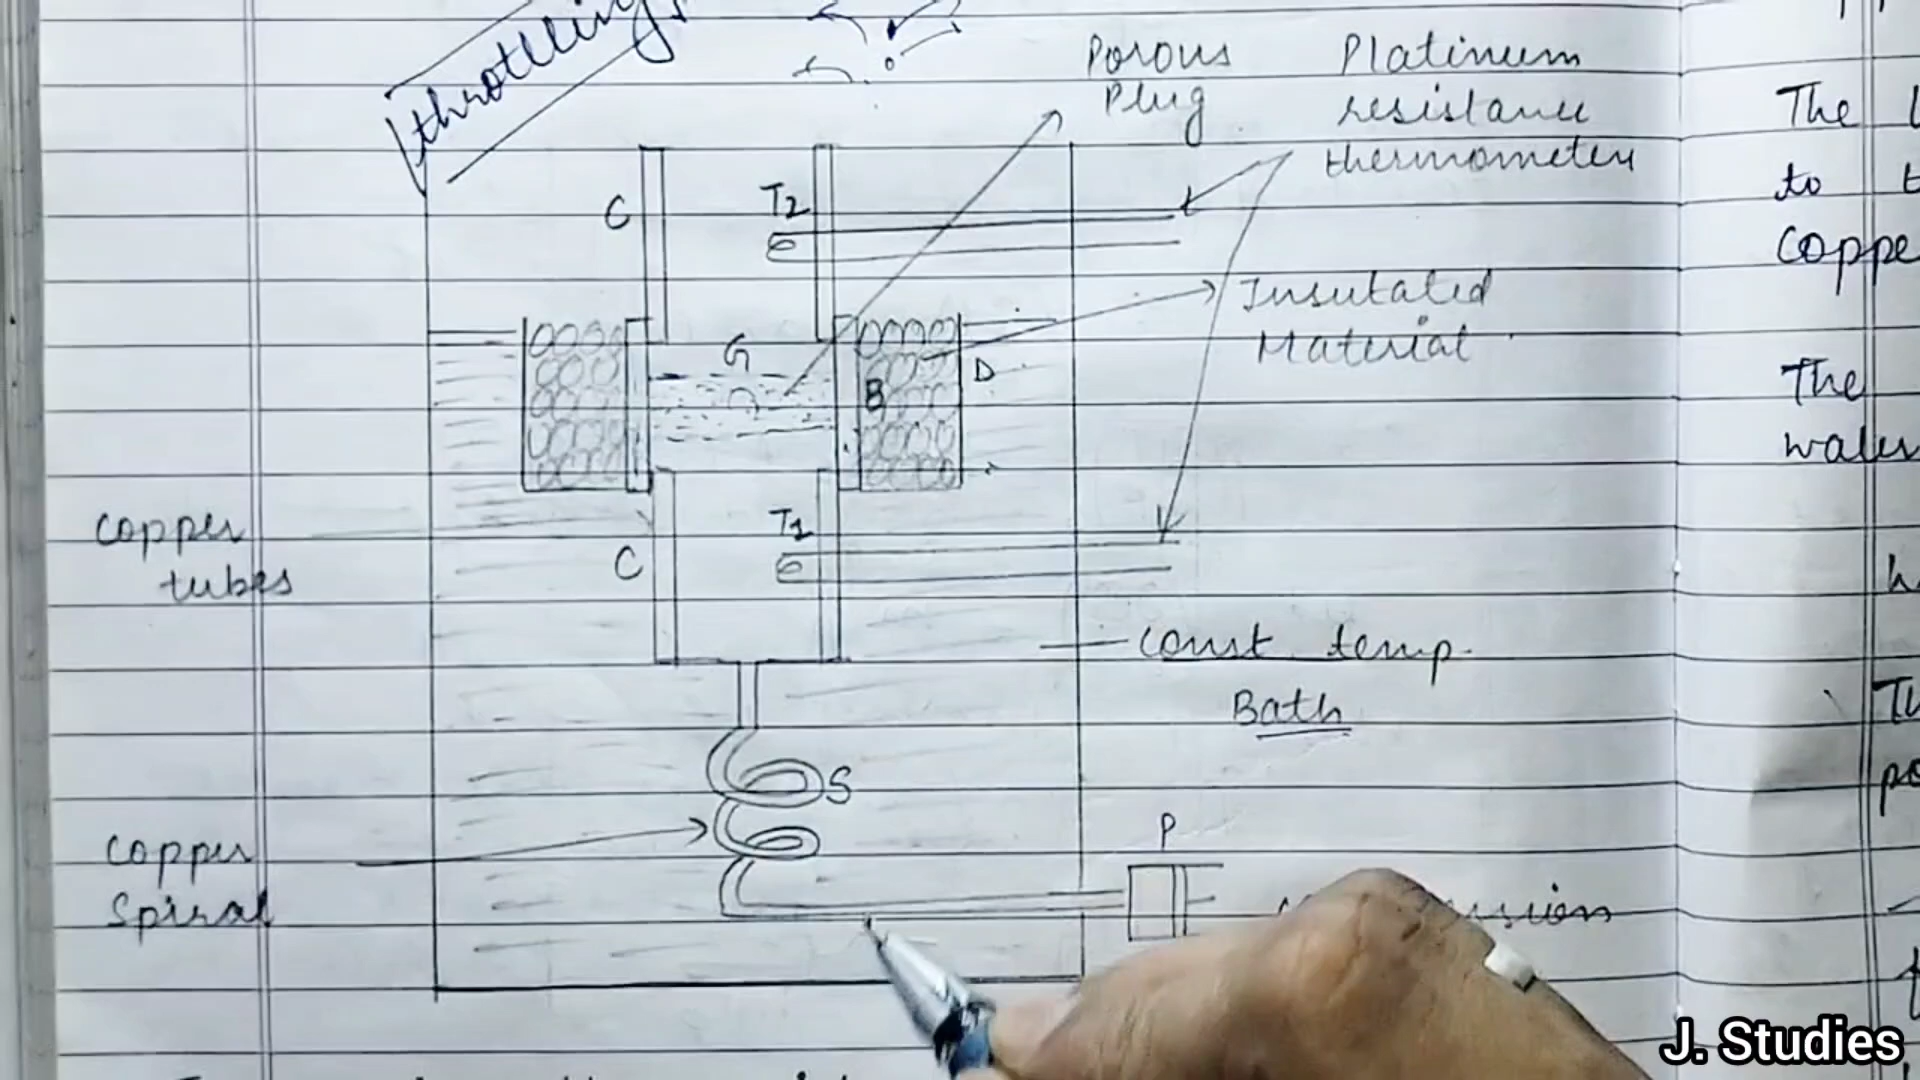 throttling
Porous
Plug
Platinum
resistance
thermometer
C
T2
Insulated
Material
G
B
D
Copper
tubes
T1
C
Const. temp.
Bath
S
Copper
Spiral
P
The
to
Coppe
The
water
J. Studies